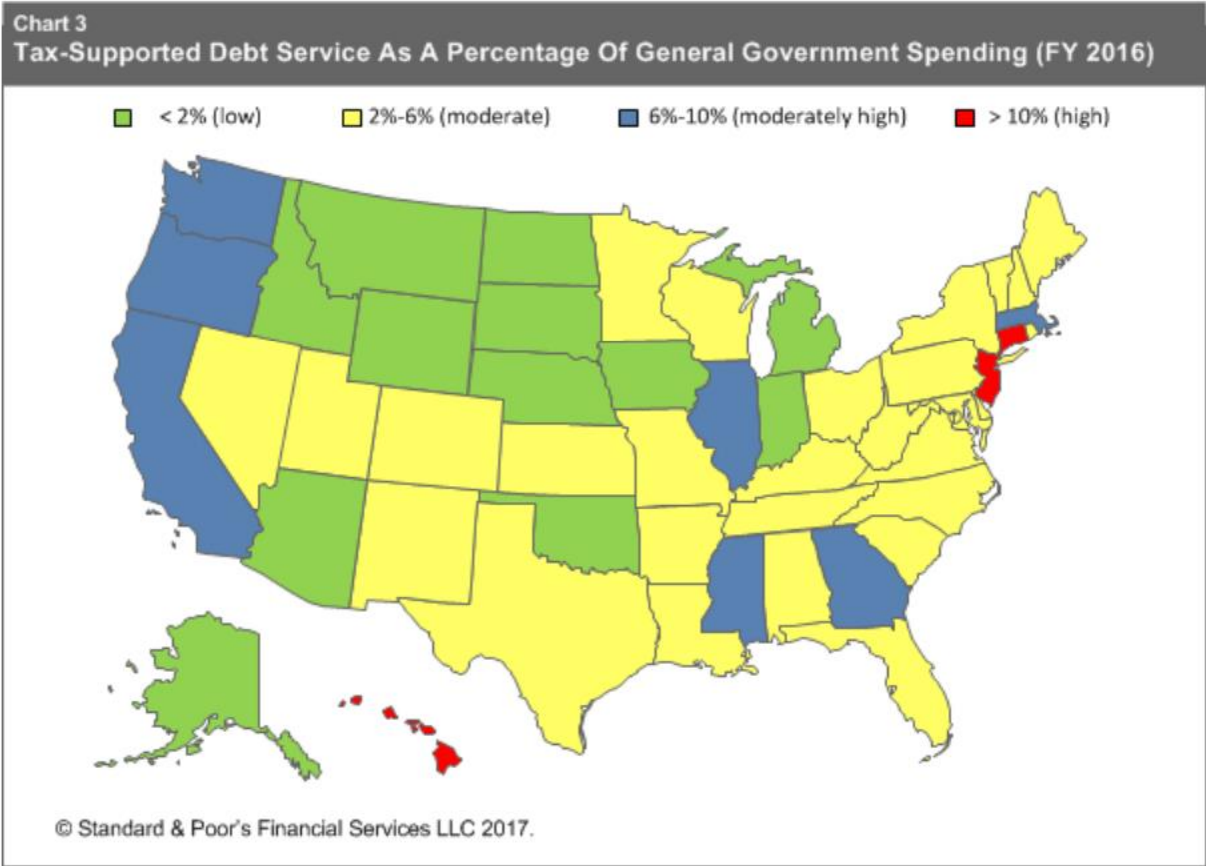 Chart 3
Tax-Supported Debt Service As A Percentage Of General Government Spending (FY 2016)
< 2% (low) 2%-6% (moderate) 6%-10% (moderately high) > 10% (high)
© Standard & Poor's Financial Services LLC 2017.